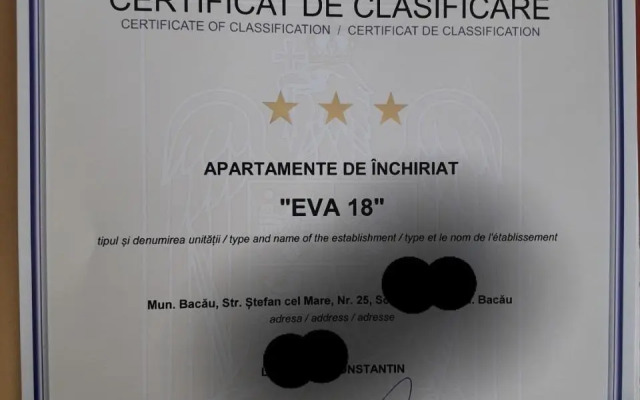 CERTIFICAT DE CLASIFICARE
CERTIFICATE OF CLASSIFICATION / CERTIFICAT DE CLASSIFICATION
APARTAMENTE DE ÎNCHIRIAT
"EVA 18"
tipul și denumirea unității / type and name of the establishment / type et le nom de l'établissement
Mun. Bacău, Str. Ștefan cel Mare, Nr. 25, Bacău
adresa / address / adresse